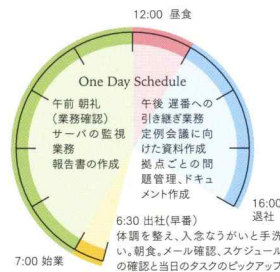 12:00 昼食
One Day Schedule
午前 朝礼
(業務確認)
サーバの監視
業務
報告書の作成
午後 遅番への
引き継ぎ業務
定例会議に向
けた資料作成
拠点ごとの問
題管理、ドキュ
メント作成
16:00
退社
6:30 出社(早番)
体調を整え、入念なうがいと手洗
い。朝食。メール確認、スケジュール
の確認と当日のタスクのピックアップ
7:00 始業